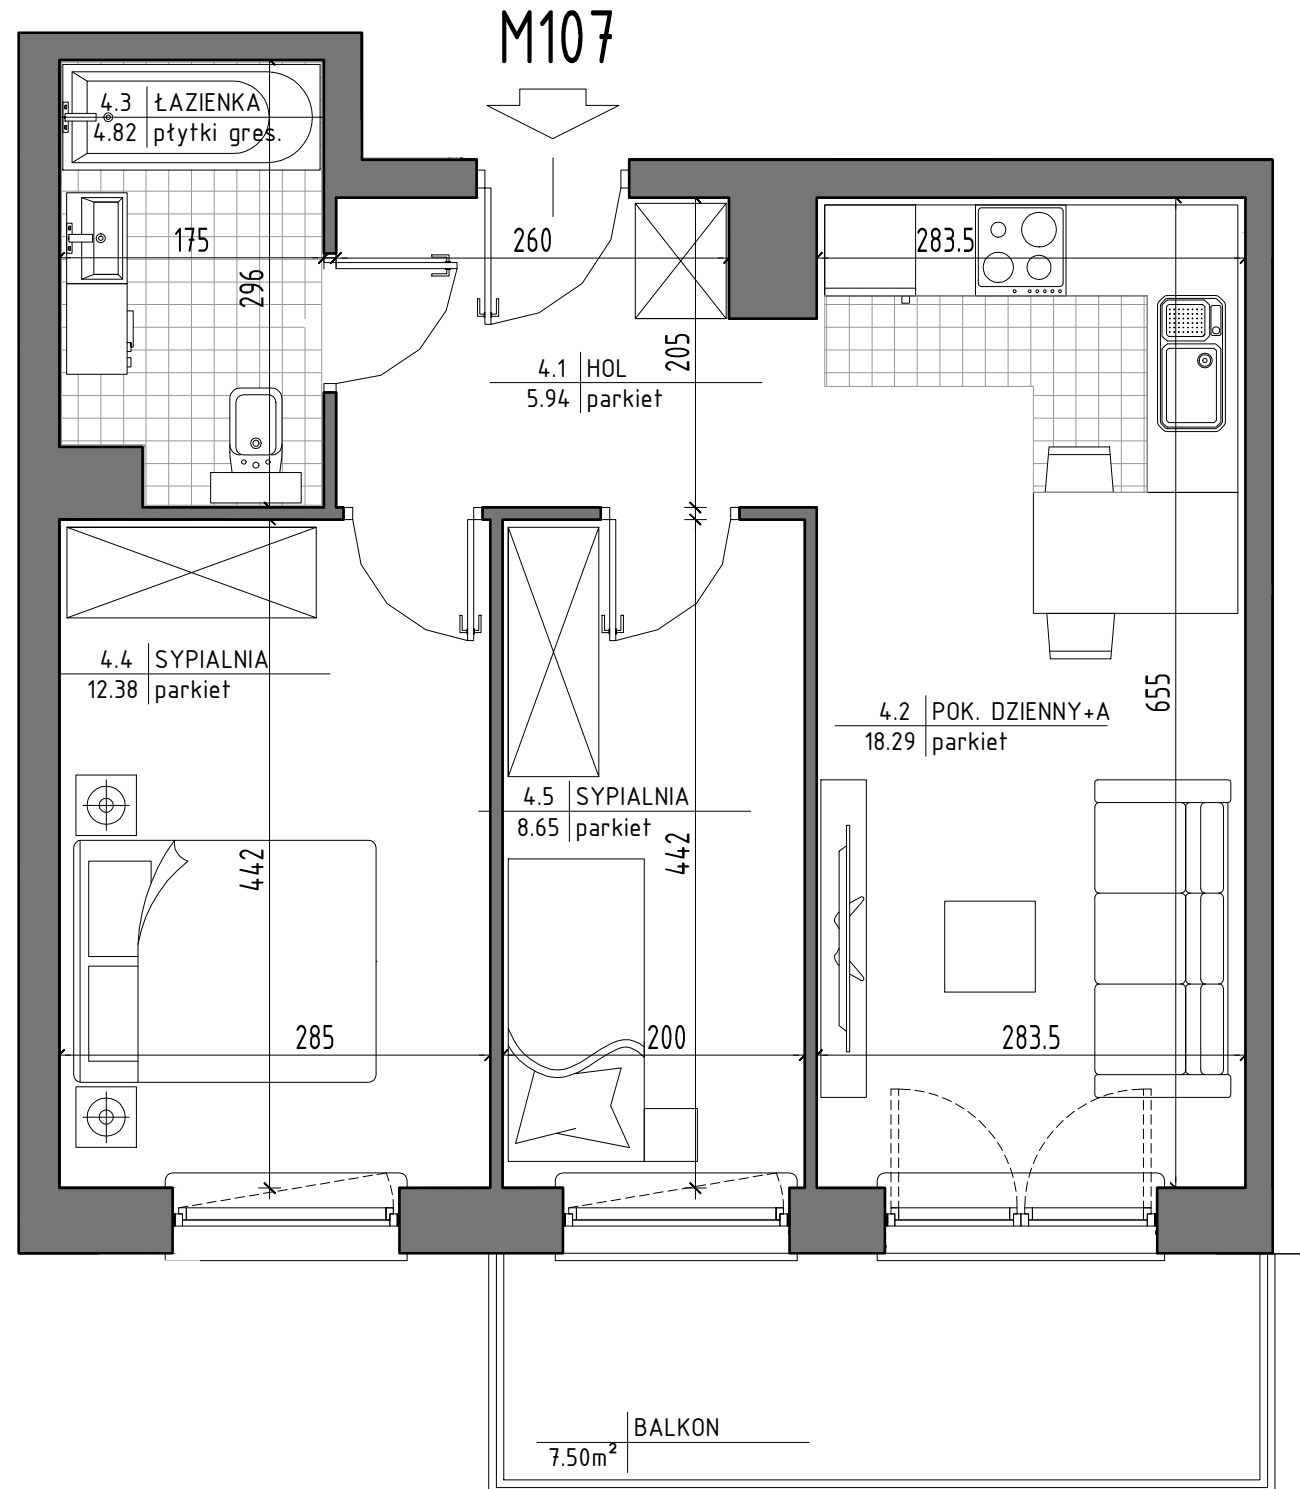 M107
4.3 ŁAZIENKA
4.82 płytki gres.
175
296
260
283.5
205
4.1 HOL
5.94 parkiet
4.4 SYPIALNIA
12.38 parkiet
4.2 POK. DZIENNY+A
18.29 parkiet
655
4.5 SYPIALNIA
8.65 parkiet
442
442
285
200
283.5
BALKON
7.50m²